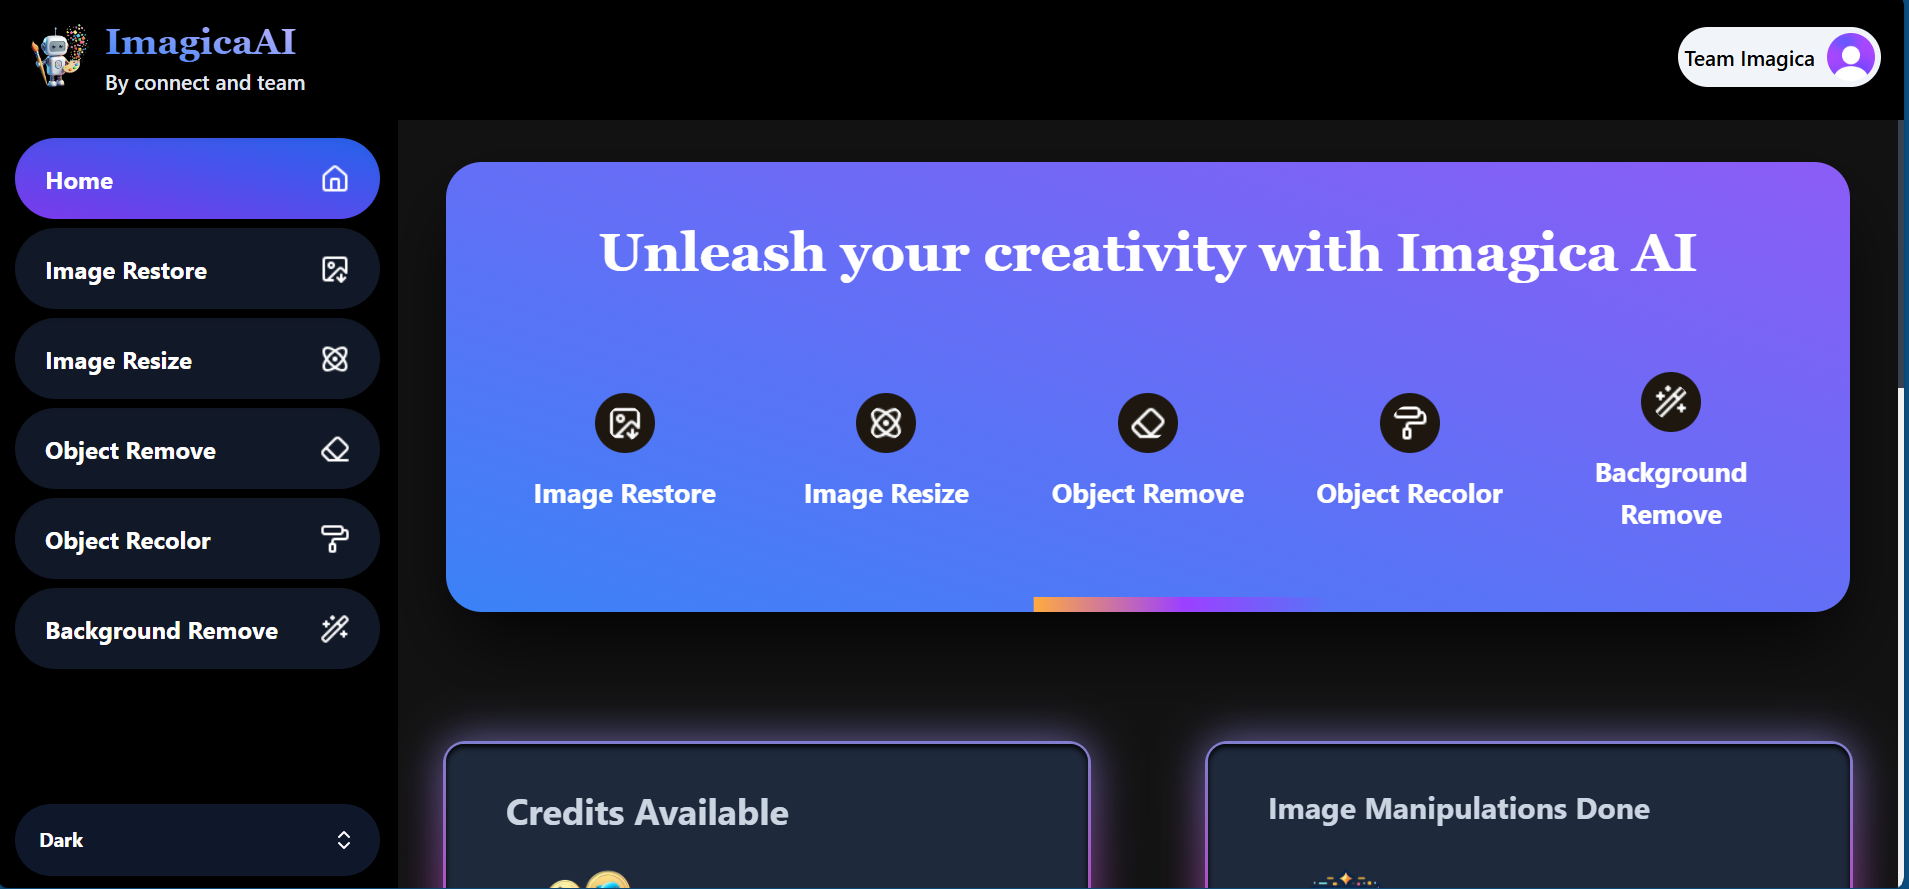 ImagicaAI
By connect and team
Team Imagica
Home
Image Restore
Image Resize
Object Remove
Object Recolor
Background Remove
Dark
Unleash your creativity with Imagica AI
Image Restore
Image Resize
Object Remove
Object Recolor
Background
Remove
Credits Available
Image Manipulations Done